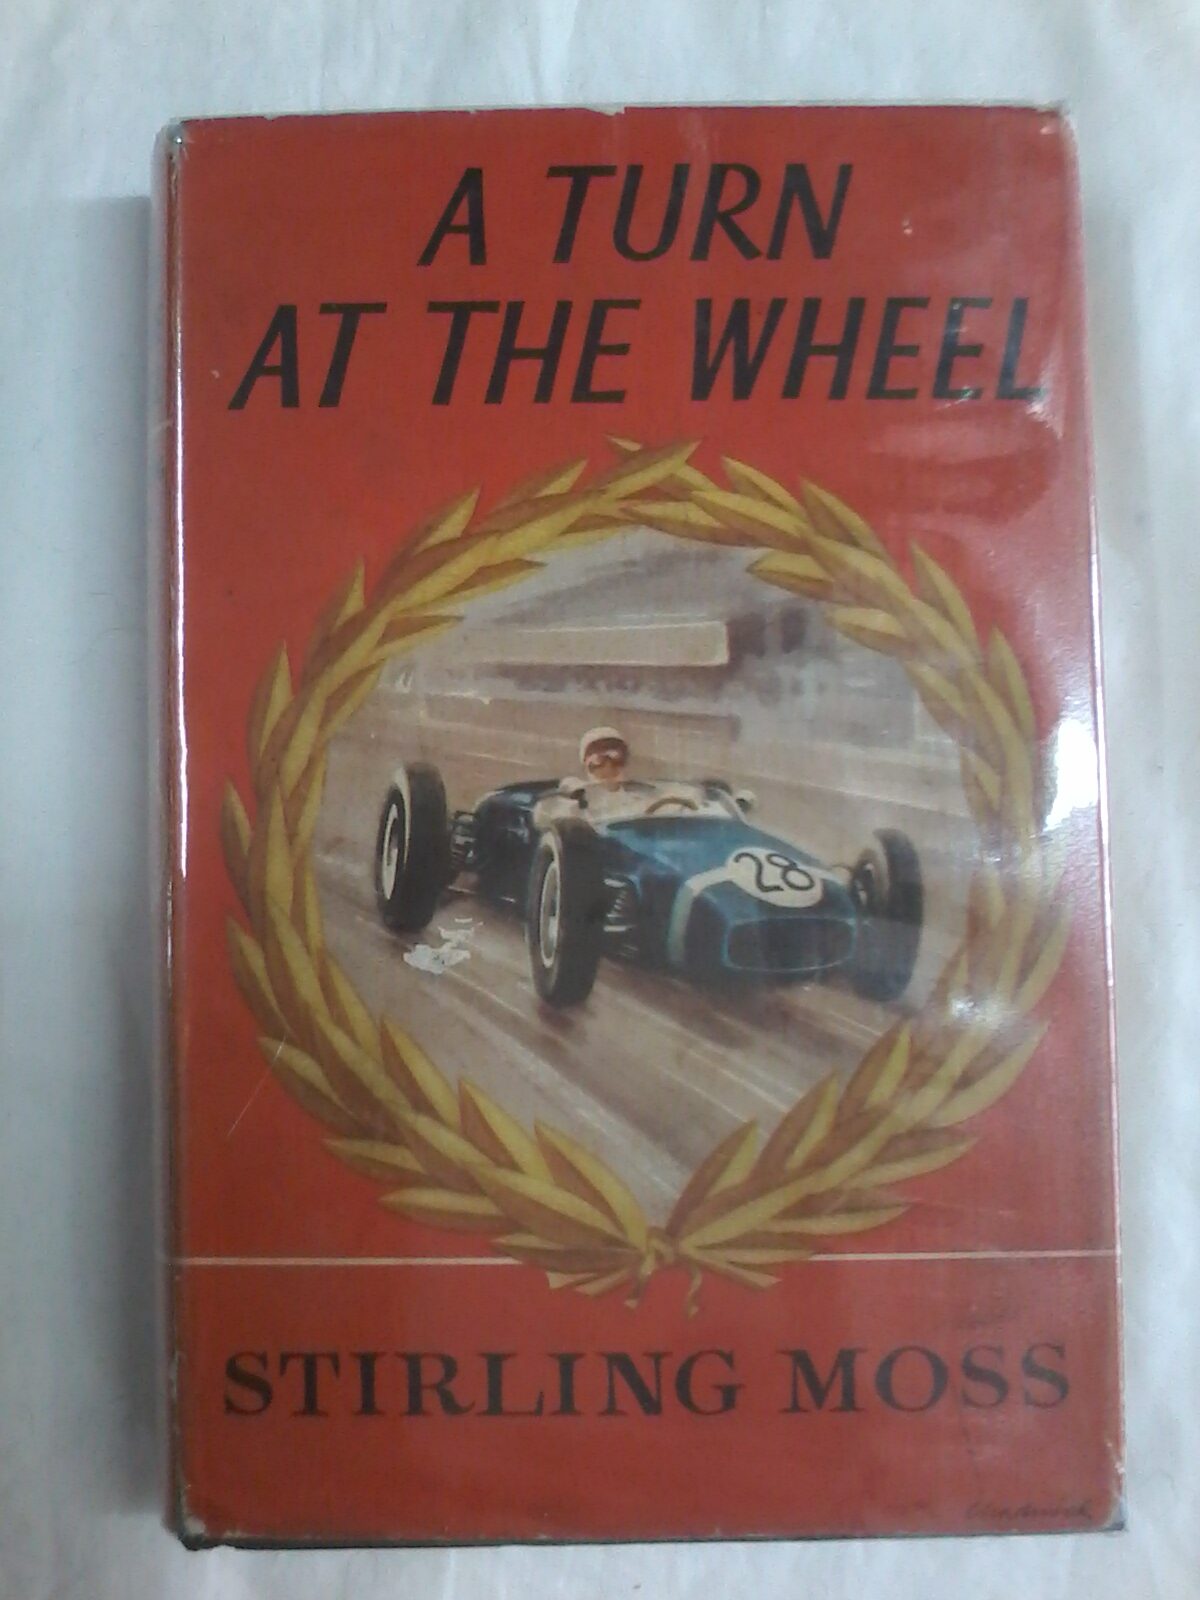 A TURN
AT THE WHEEL
28
STIRLING MOSS